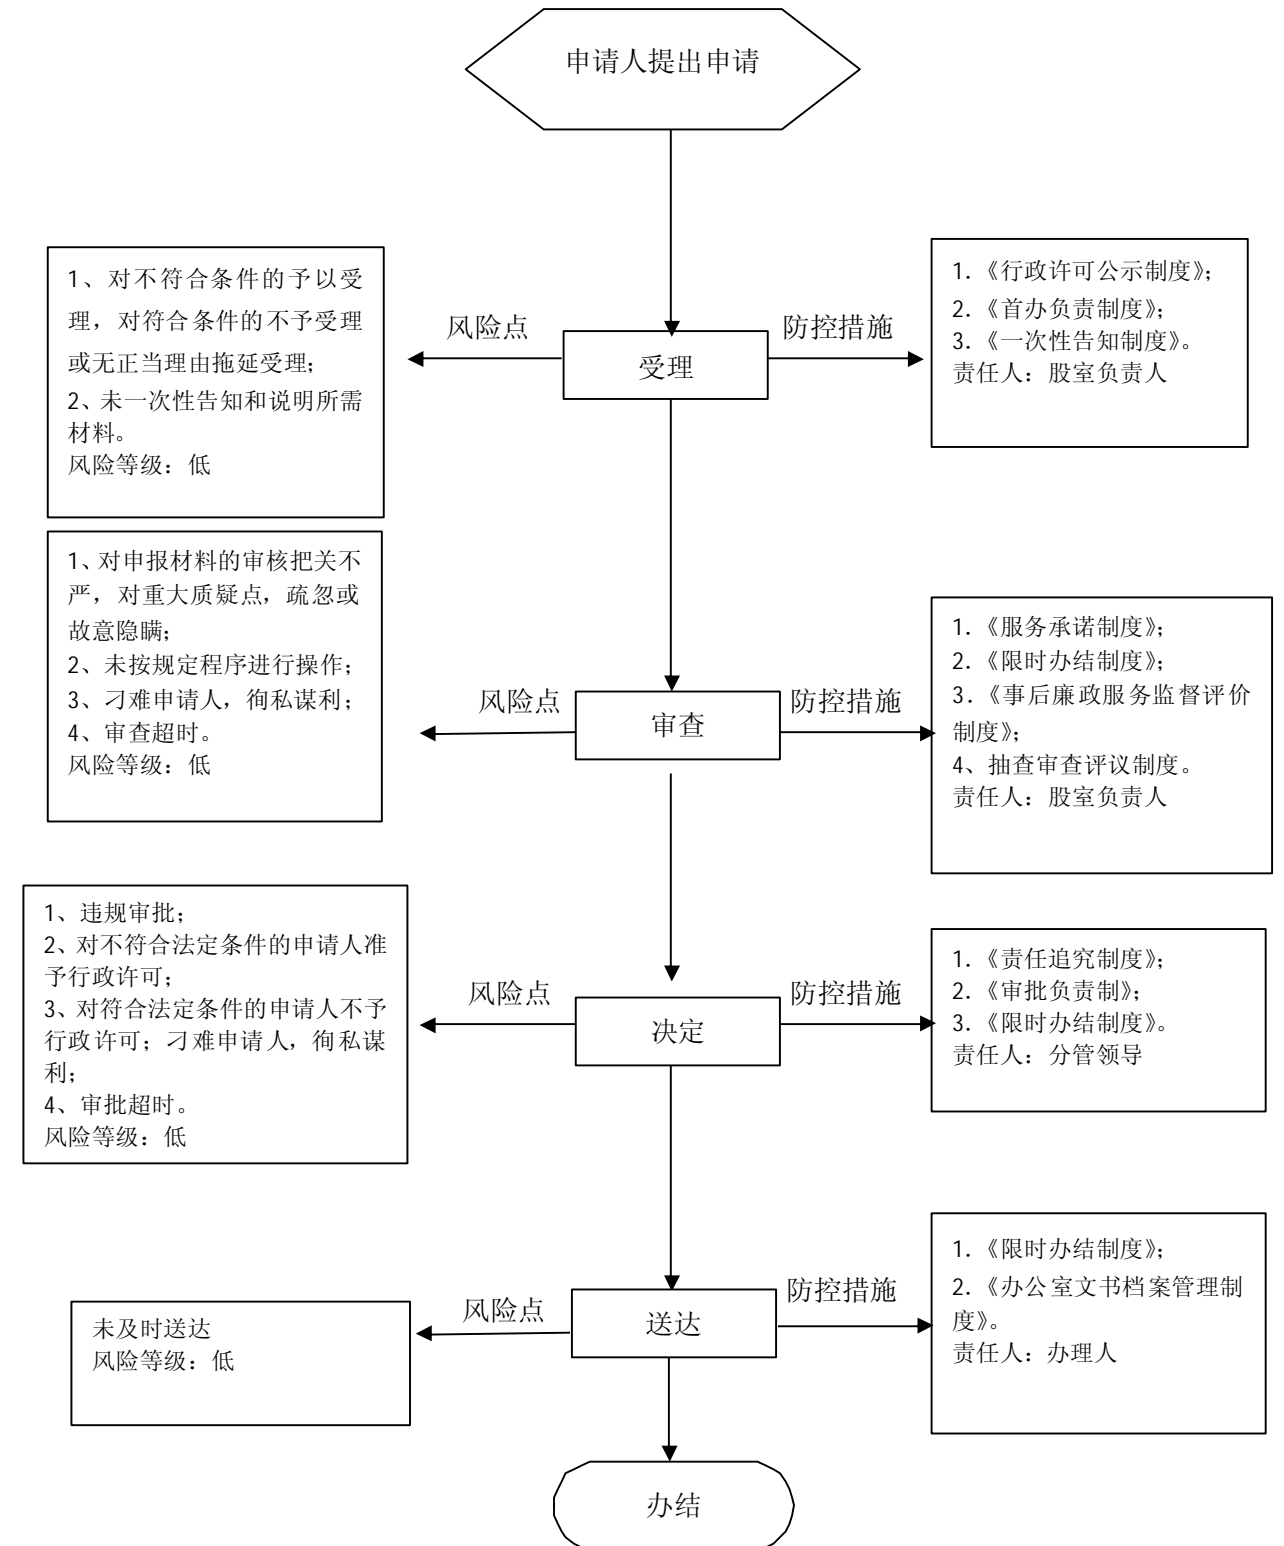 申请人提出申请
1、对不符合条件的予以受
理，对符合条件的不予受理
或无正当理由拖延受理；
2、未一次性告知和说明所需
材料。
风险等级：低
风险点
受理
防控措施
1.《行政许可公示制度》；
2.《首办负责制度》；
3.《一次性告知制度》。
责任人：股室负责人
1、对申报材料的审核把关不
严，对重大质疑点，疏忽或
故意隐瞒；
2、未按规定程序进行操作；
3、刁难申请人，徇私谋利；
4、审查超时。
风险等级：低
风险点
审查
防控措施
1.《服务承诺制度》；
2.《限时办结制度》；
3.《事后廉政服务监督评价
制度》；
4、抽查审查评议制度。
责任人：股室负责人
1、违规审批；
2、对不符合法定条件的申请人准
予行政许可；
3、对符合法定条件的申请人不予
行政许可；刁难申请人，徇私谋
利；
4、审批超时。
风险等级：低
风险点
决定
防控措施
1.《责任追究制度》；
2.《审批负责制》；
3.《限时办结制度》。
责任人：分管领导
未及时送达
风险等级：低
风险点
送达
防控措施
1.《限时办结制度》；
2.《办公室文书档案管理制
度》。
责任人：办理人
办结